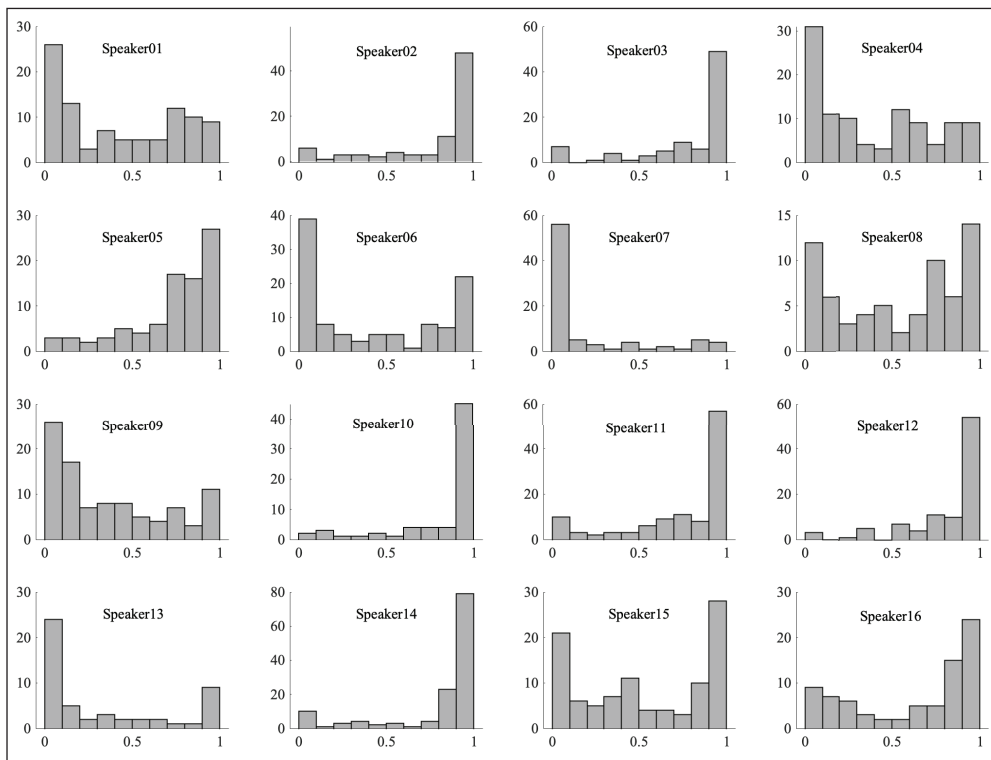 Speaker01 Speaker02 Speaker03 Speaker04
30 60 30
20 40 40 20
10 20 20 10
0 0 0 0
0 0.5 1 0 0.5 1 0 0.5 1 0 0.5 1
Speaker05 Speaker06 Speaker07 Speaker08
30 40 60 15
20 30 40 10
10 20 20 5
0 10 0 0
0
0 0.5 1 0 0.5 1 0 0.5 1 0 0.5 1
Speaker09 Speaker10 Speaker11 Speaker12
30 40 60 60
20 30 40 40
10 20 20 20
0 10 0 0
0
0 0.5 1 0 0.5 1 0 0.5 1 0 0.5 1
Speaker13 Speaker14 Speaker15 Speaker16
30 80 30 30
20 60 20 20
10 40 10 10
0 20 0 0
0
0 0.5 1 0 0.5 1 0 0.5 1 0 0.5 1